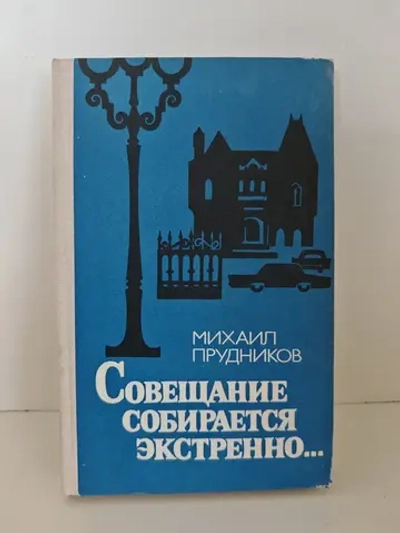 МИХАИЛ
ПРУДНИКОВ
СОВЕЩАНИЕ
СОБИРАЕТСЯ
ЭКСТРЕННО...